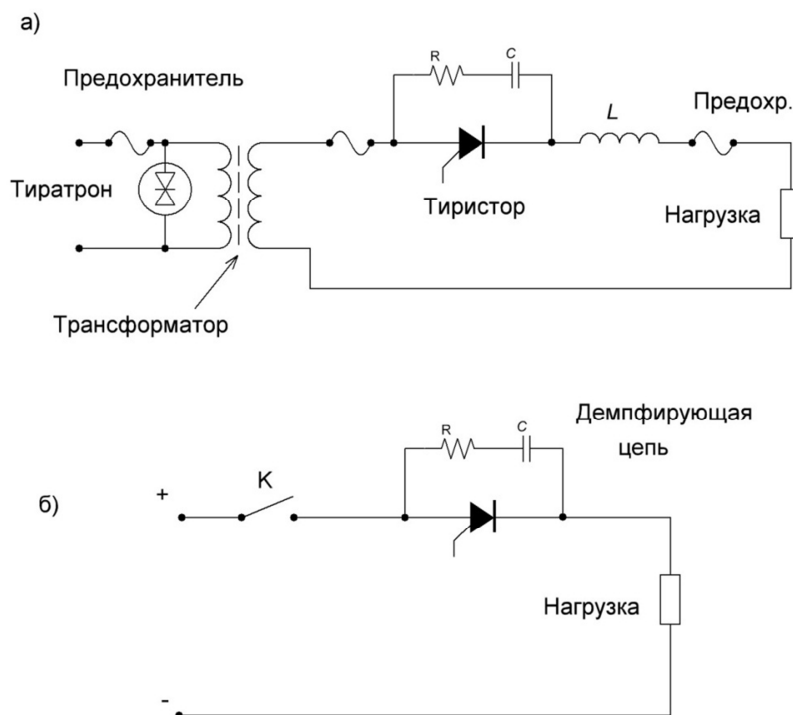 а)
Предохранитель
R
C
L
Предохр.
Тиратрон
Тиристор
Нагрузка
Трансформатор
б)
+
K
R
C
Демпфирующая
цепь
Нагрузка
-